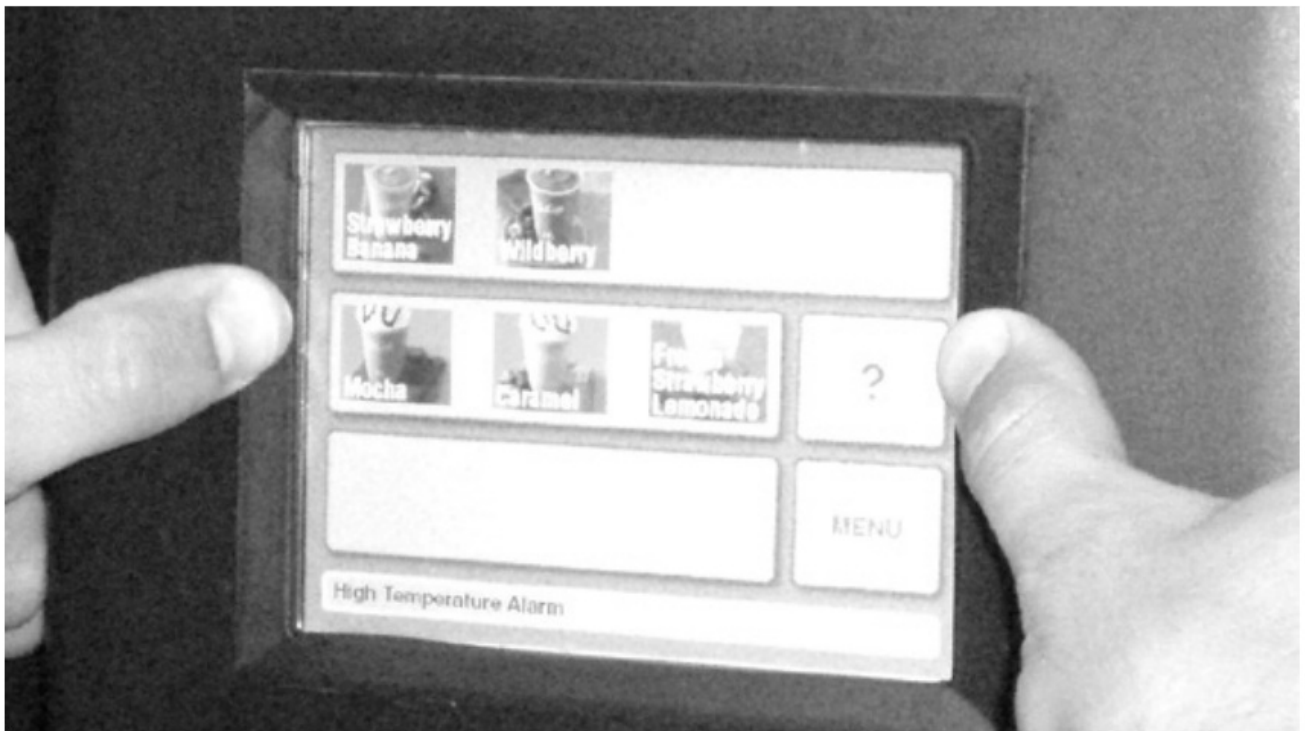 Strawberry
Banana
Wildberry
Mocha
Caramel
Frozen
Strawberry
Lemonade
?
MENU
High Temperature Alarm